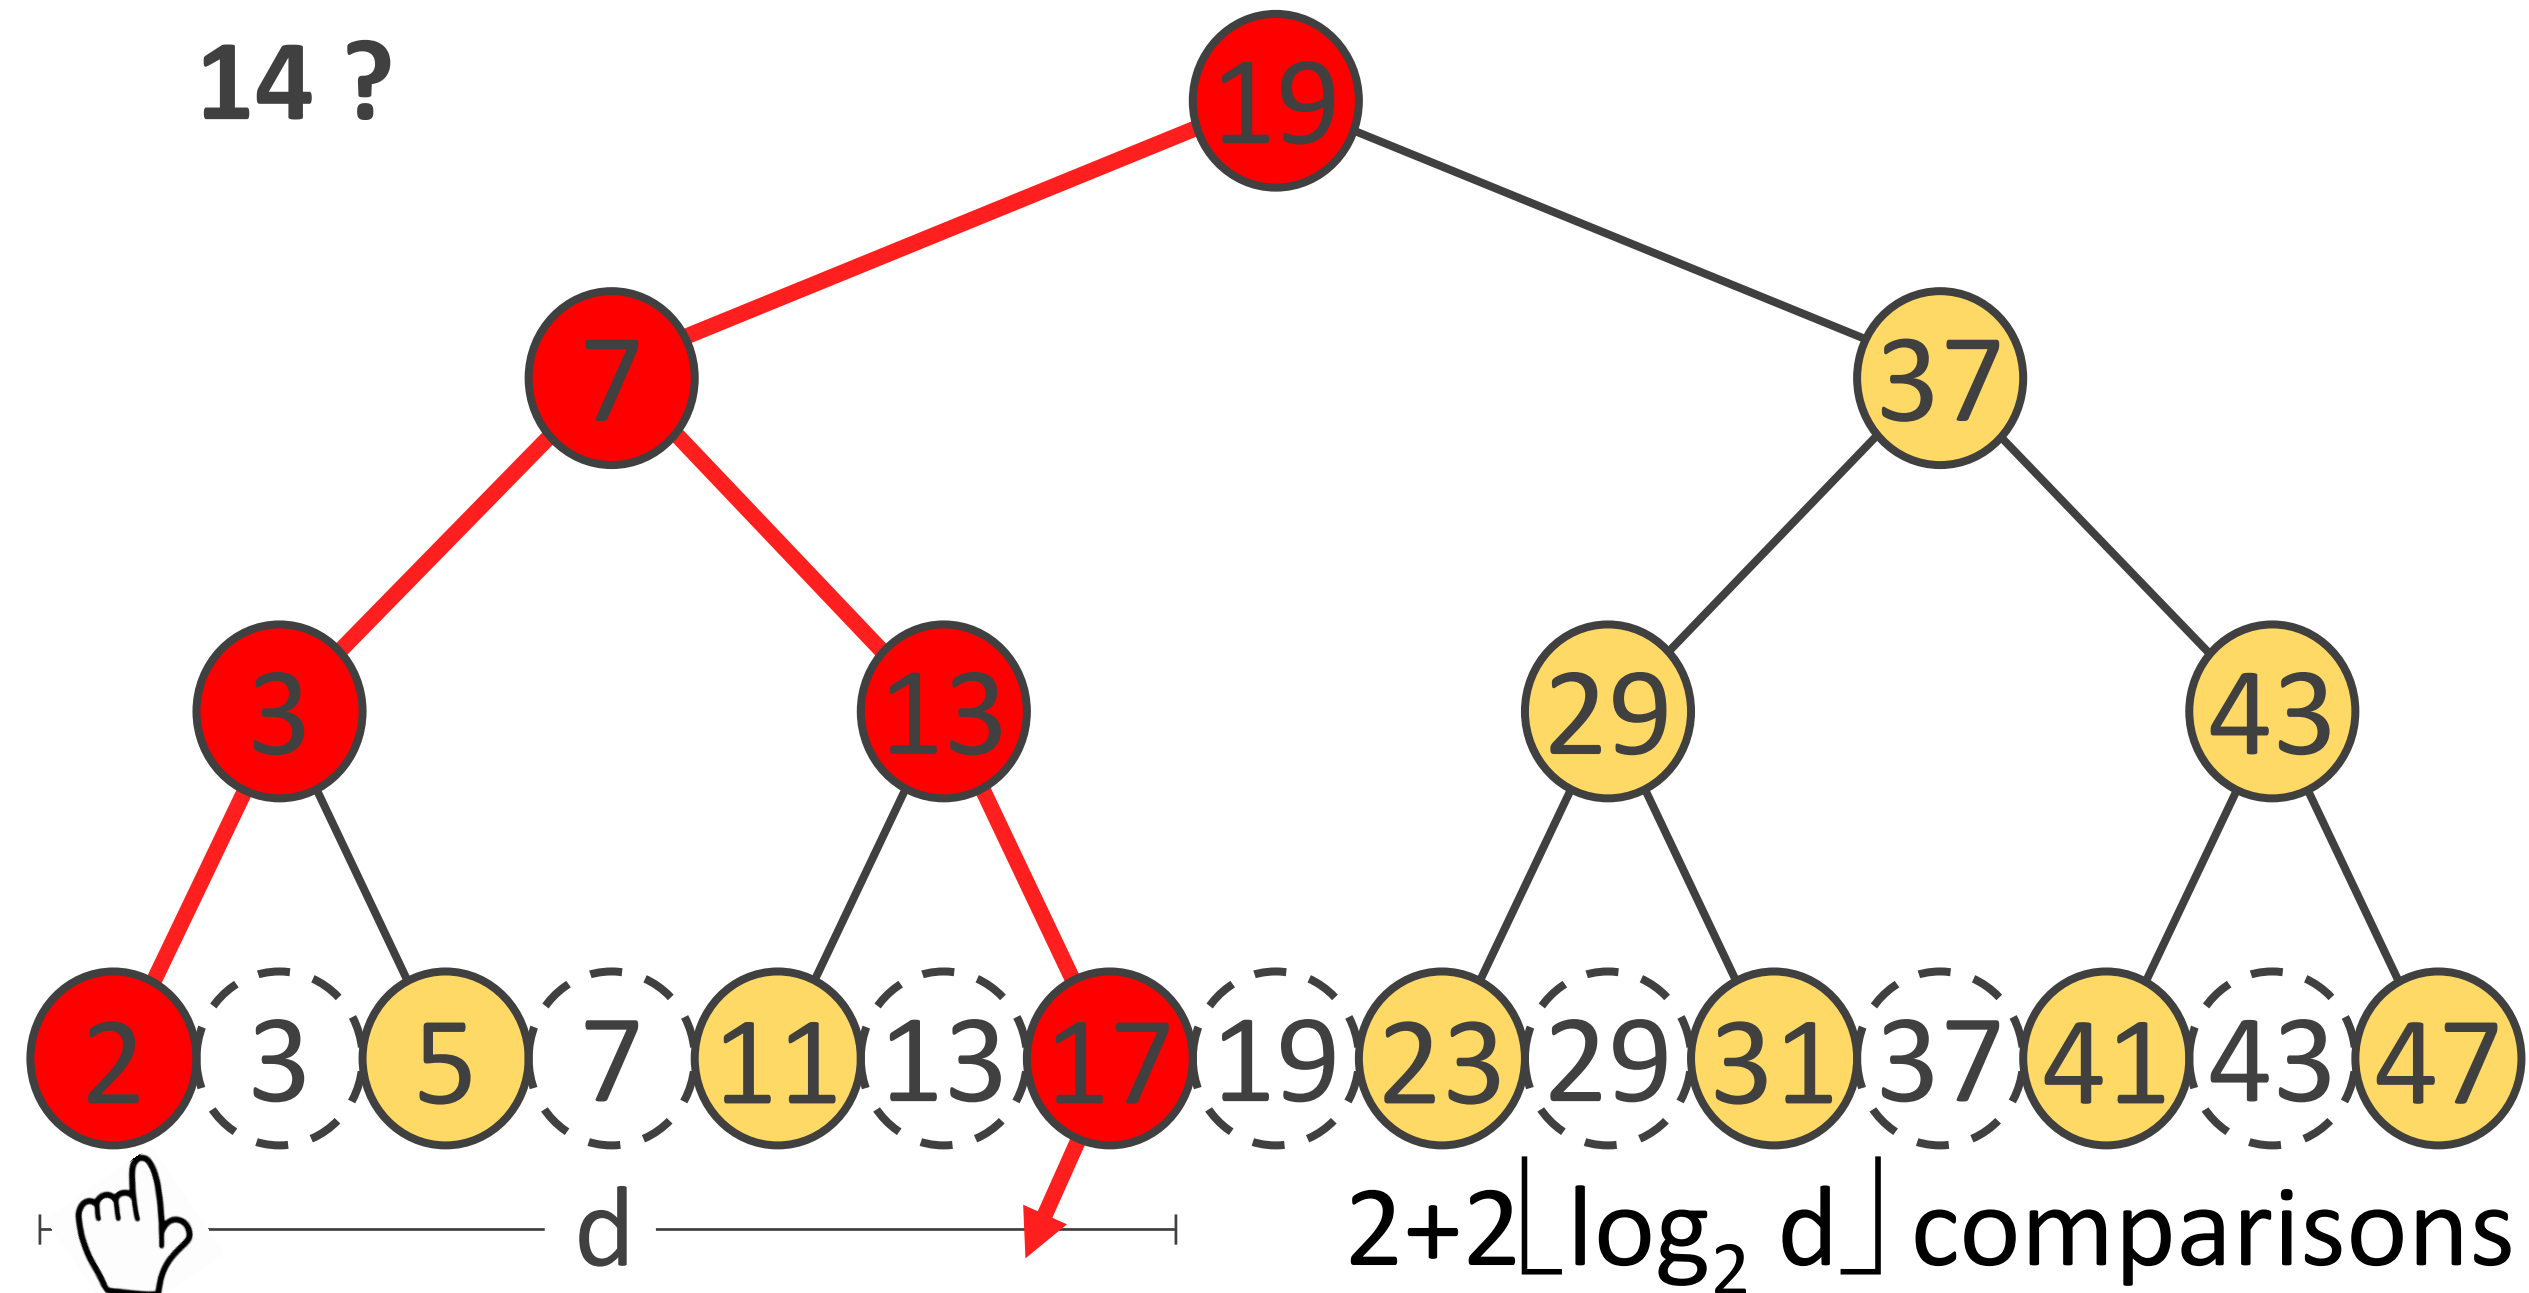 14 ?
19
7 37
3 13 29 43
2 3 5 7 11 13 17 19 23 29 31 37 41 43 47
d 2+2⌊log₂ d⌋ comparisons